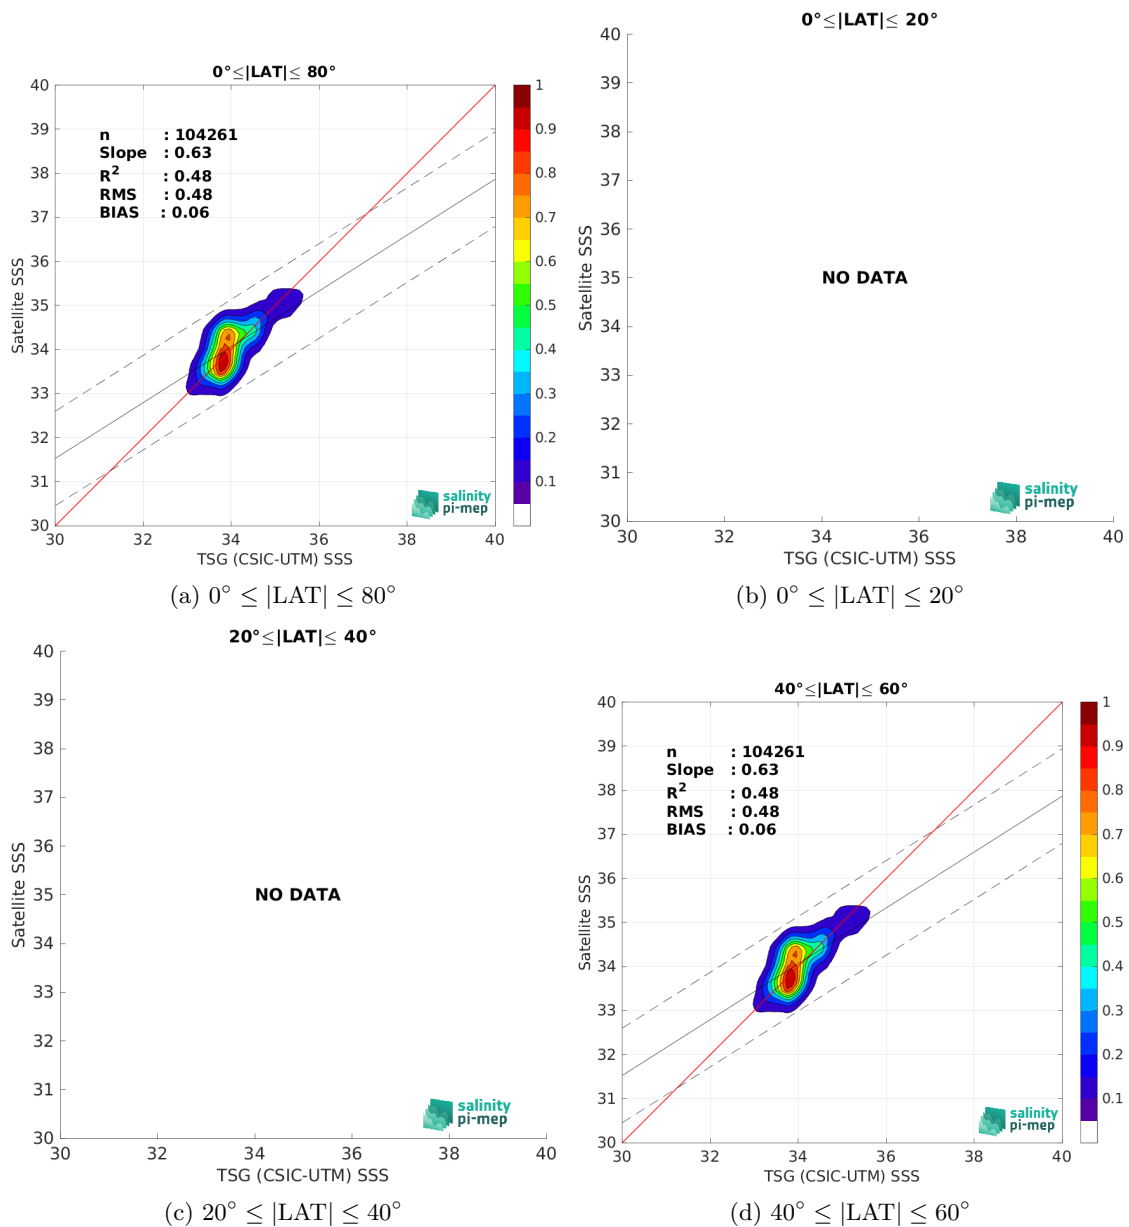 0°≤|LAT|≤ 80°
40
39
38
37
36
35
34
33
32
31
30
30
32
34
36
38
40
Satellite SSS
TSG (CSIC-UTM) SSS
n : 104261
Slope : 0.63
R² : 0.48
RMS : 0.48
BIAS : 0.06
1
0.9
0.8
0.7
0.6
0.5
0.4
0.3
0.2
0.1
salinity
pi-mep
(a) 0° ≤ |LAT| ≤ 80°
0°≤|LAT|≤ 20°
40
39
38
37
36
35
34
33
32
31
30
30
32
34
36
38
40
Satellite SSS
TSG (CSIC-UTM) SSS
NO DATA
salinity
pi-mep
(b) 0° ≤ |LAT| ≤ 20°
20°≤|LAT|≤ 40°
40
39
38
37
36
35
34
33
32
31
30
30
32
34
36
38
40
Satellite SSS
TSG (CSIC-UTM) SSS
NO DATA
salinity
pi-mep
(c) 20° ≤ |LAT| ≤ 40°
40°≤|LAT|≤ 60°
40
39
38
37
36
35
34
33
32
31
30
30
32
34
36
38
40
Satellite SSS
TSG (CSIC-UTM) SSS
n : 104261
Slope : 0.63
R² : 0.48
RMS : 0.48
BIAS : 0.06
1
0.9
0.8
0.7
0.6
0.5
0.4
0.3
0.2
0.1
salinity
pi-mep
(d) 40° ≤ |LAT| ≤ 60°